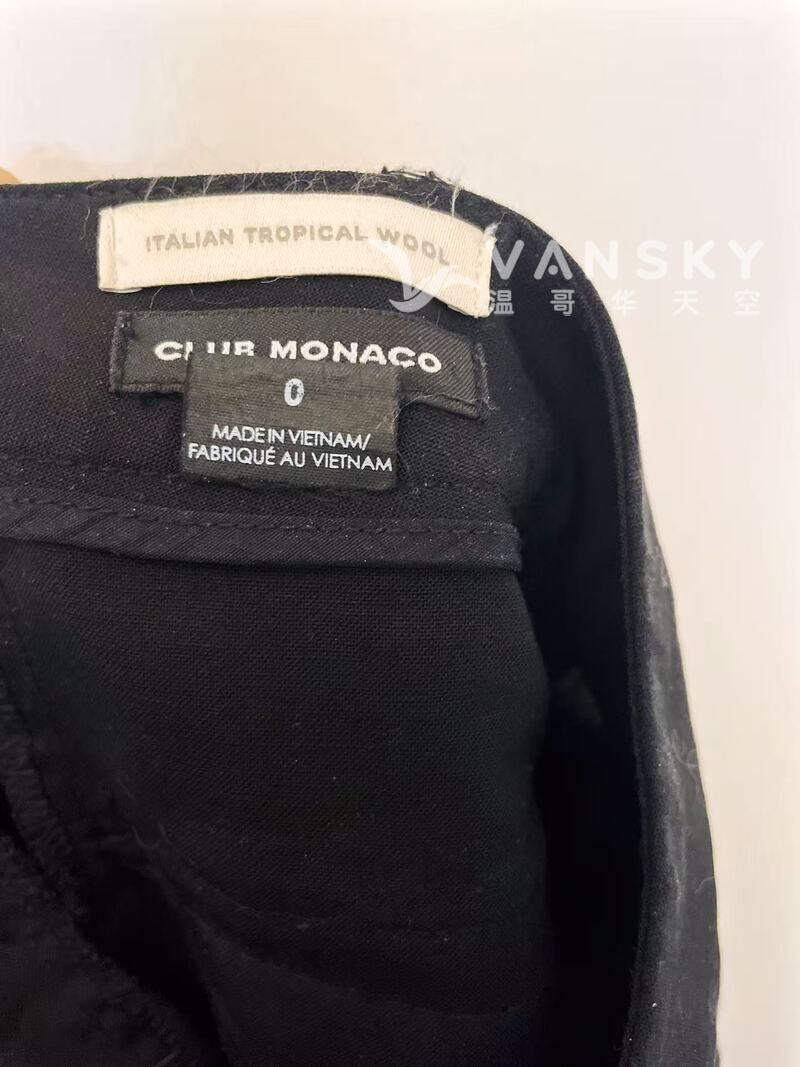 ITALIAN TROPICAL WOOL
VANSKY
温哥华天空
CLUB MONACO
0
MADE IN VIETNAM/
FABRIQUÉ AU VIETNAM